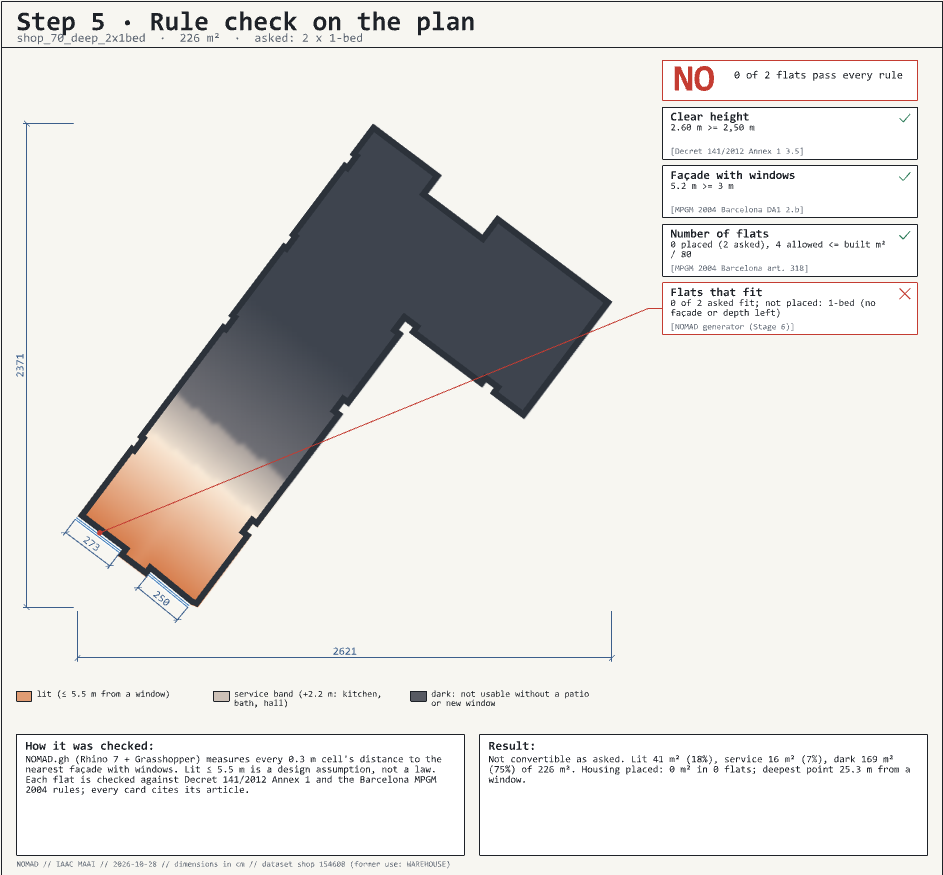 Step 5 · Rule check on the plan
shop_70_deep_2x1bed · 226 m² · asked: 2 x 1-bed
NO
0 of 2 flats pass every rule
Clear height
2.60 m >= 2,50 m
[Decret 141/2012 Annex 1 3.5]
Façade with windows
5.2 m >= 3 m
[MPGM 2004 Barcelona DA1 2.b]
Number of flats
0 placed (2 asked), 4 allowed <= built m²
/ 80
[MPGM 2004 Barcelona art. 318]
Flats that fit
0 of 2 asked fit; not placed: 1-bed (no
façade or depth left)
[NOMAD generator (Stage 6)]
2371
273
250
2621
lit (≤ 5.5 m from a window)
service band (+2.2 m: kitchen,
bath, hall)
dark: not usable without a patio
or new window
How it was checked:
NOMAD.gh (Rhino 7 + Grasshopper) measures every 0.3 m cell's distance to the
nearest façade with windows. Lit ≤ 5.5 m is a design assumption, not a law.
Each flat is checked against Decret 141/2012 Annex 1 and the Barcelona MPGM
2004 rules; every card cites its article.
Result:
Not convertible as asked. Lit 41 m² (18%), service 16 m² (7%), dark 169 m²
(75%) of 226 m². Housing placed: 0 m² in 0 flats; deepest point 25.3 m from a
window.
NOMAD // IAAC MAAI // 2026-10-28 // dimensions in cm // dataset shop 154608 (former use: WAREHOUSE)